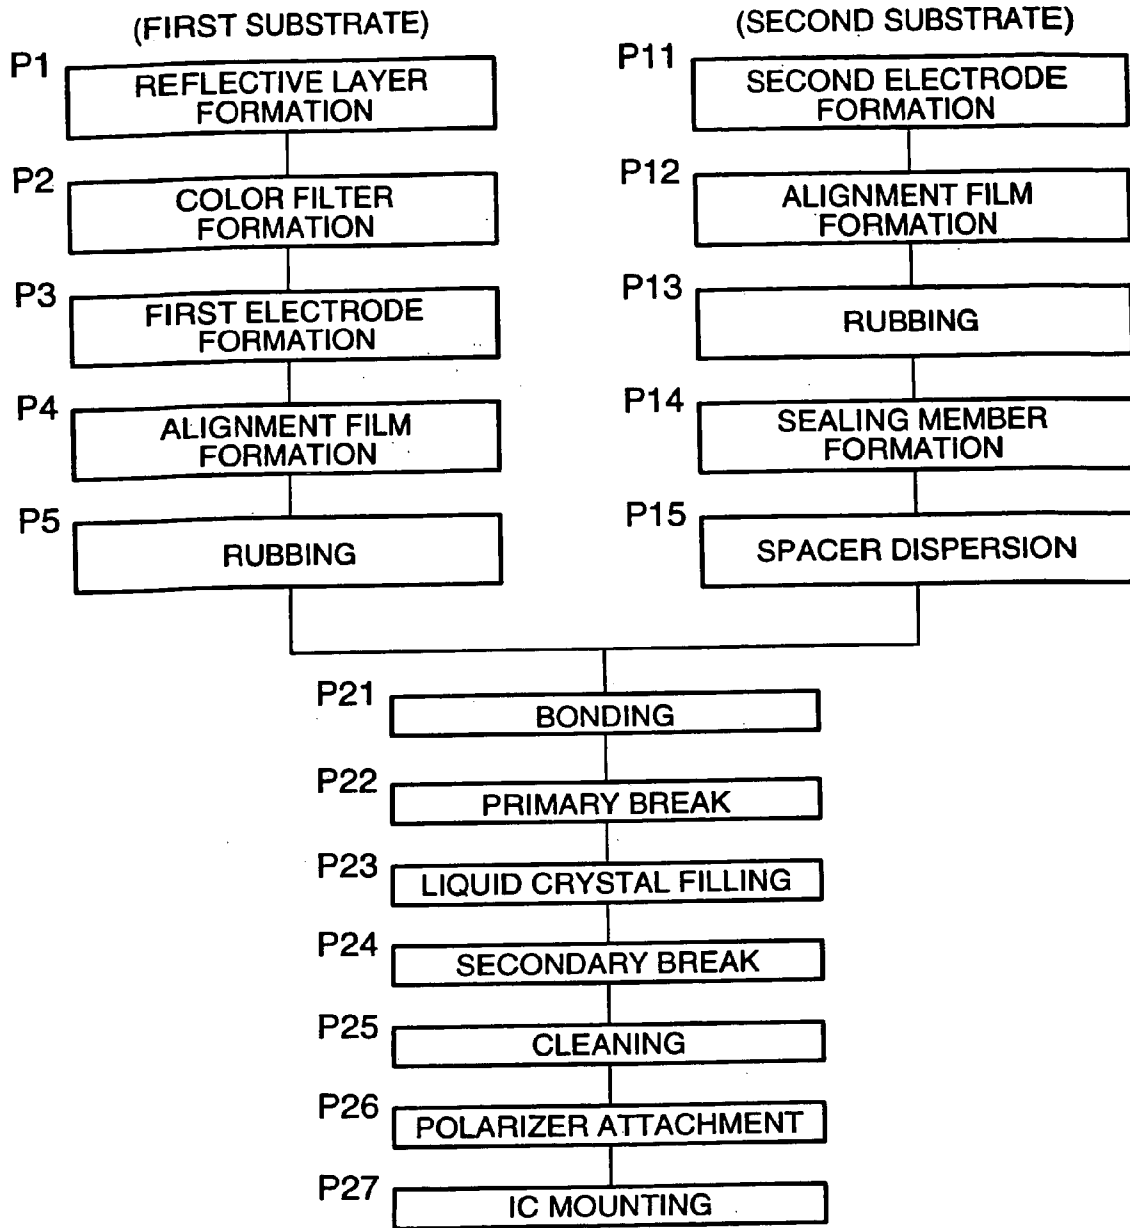 (FIRST SUBSTRATE)
P1
REFLECTIVE LAYER
FORMATION
P2
COLOR FILTER
FORMATION
P3
FIRST ELECTRODE
FORMATION
P4
ALIGNMENT FILM
FORMATION
P5
RUBBING
(SECOND SUBSTRATE)
P11
SECOND ELECTRODE
FORMATION
P12
ALIGNMENT FILM
FORMATION
P13
RUBBING
P14
SEALING MEMBER
FORMATION
P15
SPACER DISPERSION
P21
BONDING
P22
PRIMARY BREAK
P23
LIQUID CRYSTAL FILLING
P24
SECONDARY BREAK
P25
CLEANING
P26
POLARIZER ATTACHMENT
P27
IC MOUNTING